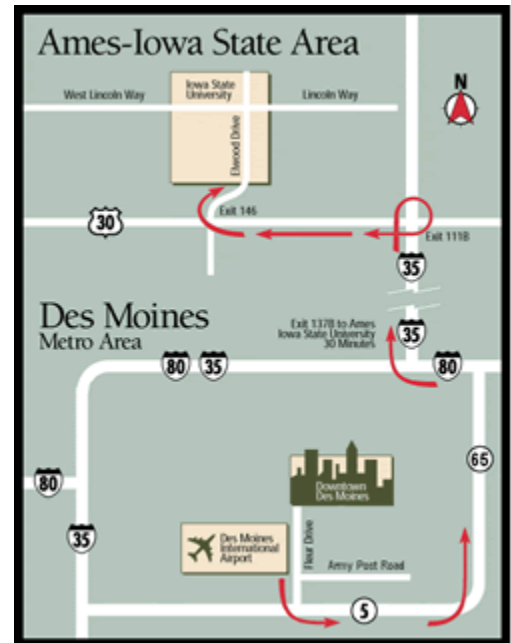 Ames-Iowa State Area
N
Iowa State
University
West Lincoln Way
Lincoln Way
Elwood Drive
Exit 146
30
Exit 111B
35
Des Moines
Metro Area
Exit 137B to Ames
Iowa State University
30 Minutes
35
80
35
80
65
80
Downtown
Des Moines
35
Des Moines
International
Airport
Fleur Drive
Army Post Road
5